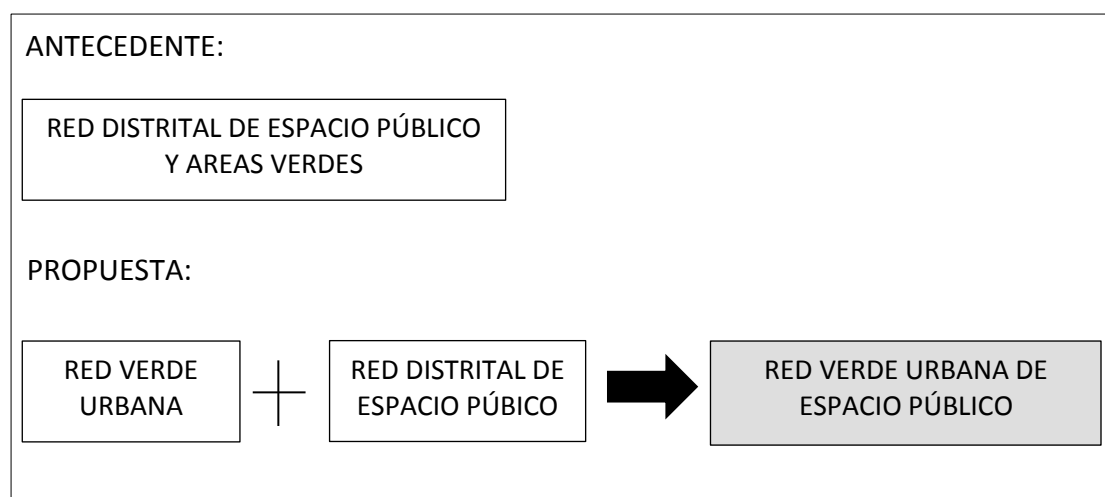 ANTECEDENTE:
RED DISTRITAL DE ESPACIO PÚBLICO
Y AREAS VERDES
PROPUESTA:
RED VERDE
URBANA
RED DISTRITAL DE
ESPACIO PÚBICO
RED VERDE URBANA DE
ESPACIO PÚBLICO